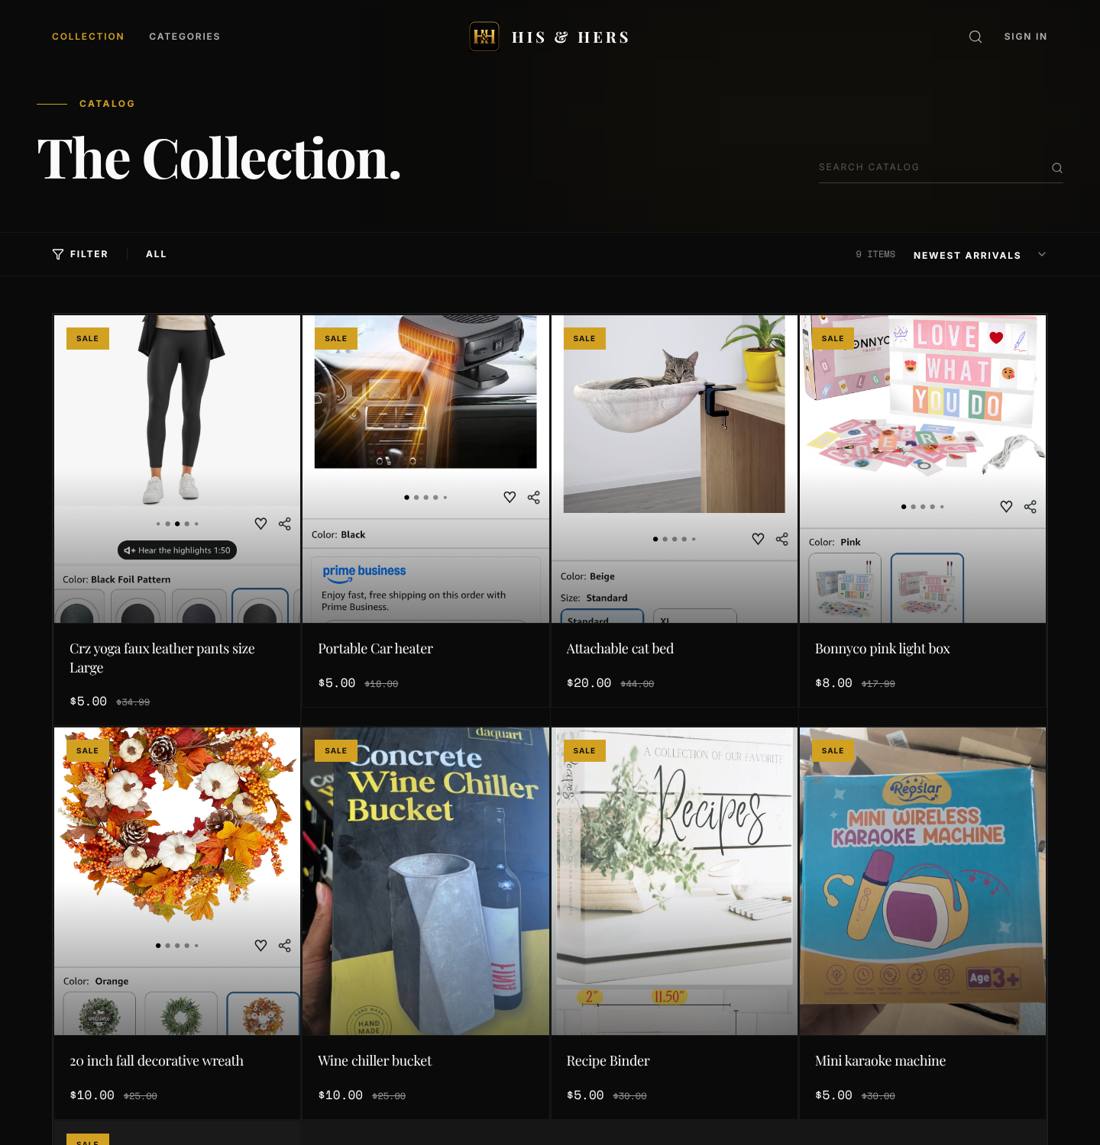 COLLECTION
CATEGORIES
H&H
HIS & HERS
SIGN IN
CATALOG
The Collection.
SEARCH CATALOG
FILTER
ALL
9 ITEMS
NEWEST ARRIVALS
SALE
Hear the highlights 1:50
Color: Black Foil Pattern
Crz yoga faux leather pants size
Large
$5.00 $34.99
SALE
Color: Black
prime business
Enjoy fast, free shipping on this order with
Prime Business.
Portable Car heater
$5.00 $18.00
SALE
Color: Beige
Size: Standard
Standard
XL
Attachable cat bed
$20.00 $44.00
SALE
LOVE
WHAT
YOU DO
Color: Pink
Bonnyco pink light box
$8.00 $17.99
SALE
Color: Orange
20 inch fall decorative wreath
$10.00 $25.00
SALE
daquart
Concrete
Wine Chiller
Bucket
HAND
MADE
Wine chiller bucket
$10.00 $25.00
SALE
A COLLECTION OF OUR FAVORITE
Recipes
Recipes
2"
11.50"
Recipe Binder
$5.00 $30.00
SALE
Repslar
MINI WIRELESS
KARAOKE MACHINE
Age 3+
Mini karaoke machine
$5.00 $30.00
SALE